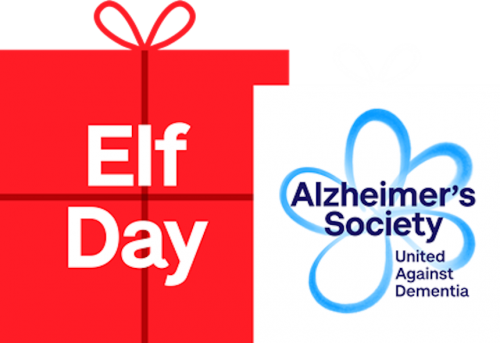 Elf
Day
Alzheimer's
Society
United
Against
Dementia